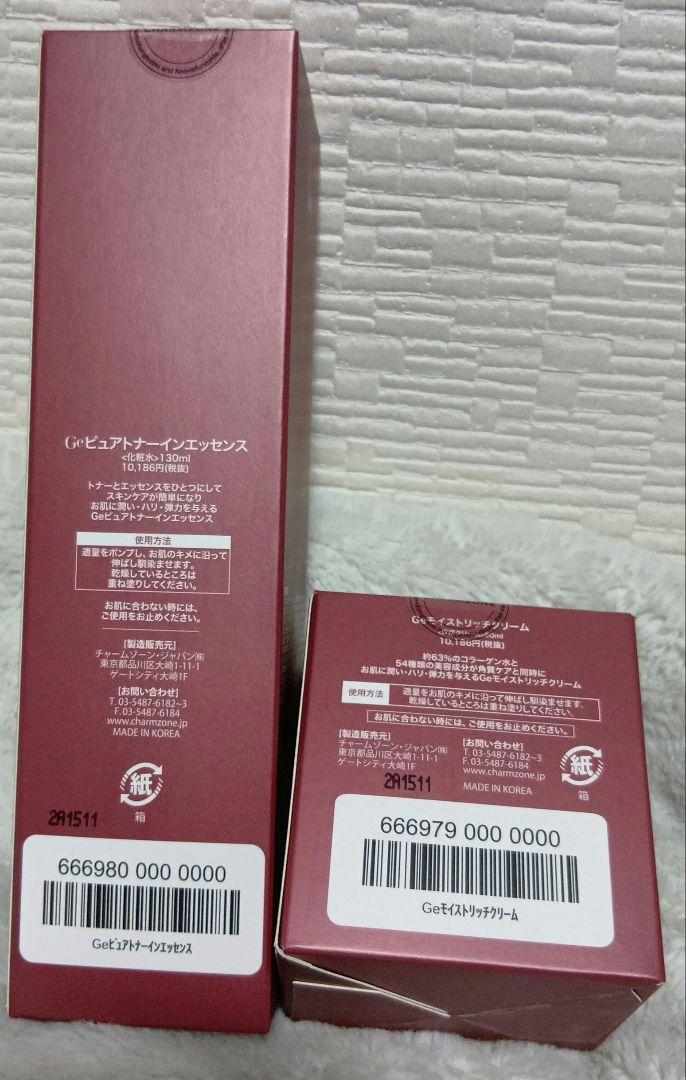 Exchangeable and Non-refundable, after
Geピュアトナーインエッセンス
<化粧水>130ml
10,186円(税抜)
トナーとエッセンスをひとつにして
スキンケアが簡単になり
お肌に潤い・ハリ・弾力を与える
Geピュアトナーインエッセンス
使用方法
適量をポンプし、お肌のキメに沿って
伸ばし馴染ませます。
乾燥しているところは
重ね塗りしてください。
お肌に合わない時には、
ご使用をお止めください。
[製造販売元]
チャームゾーン・ジャパン㈱
東京都品川区大崎1-11-1
ゲートシティ大崎1F
[お問い合わせ]
T. 03-5487-6182~3
F. 03-5487-6184
www.charmzone.jp
MADE IN KOREA
紙
箱
2A1511
666980 000 0000
Geピュアトナーインエッセンス
Geモイストリッチクリーム
10,186円(税抜)
約63%のコラーゲン水と
54種類の美容成分が角質ケアと同時に
お肌に潤い・ハリ・弾力を与えるGeモイストリッチクリーム
使用方法
適量をお肌のキメに沿って伸ばし馴染ませます。
乾燥しているところは重ね塗りしてください。
お肌に合わない時には、ご使用をお止めください。
[製造販売元]
チャームゾーン・ジャパン㈱
東京都品川区大崎1-11-1
ゲートシティ大崎1F
2A1511
[お問い合わせ]
T. 03-5487-6182~3
F. 03-5487-6184
www.charmzone.jp
MADE IN KOREA
紙
箱
666979 000 0000
Geモイストリッチクリーム